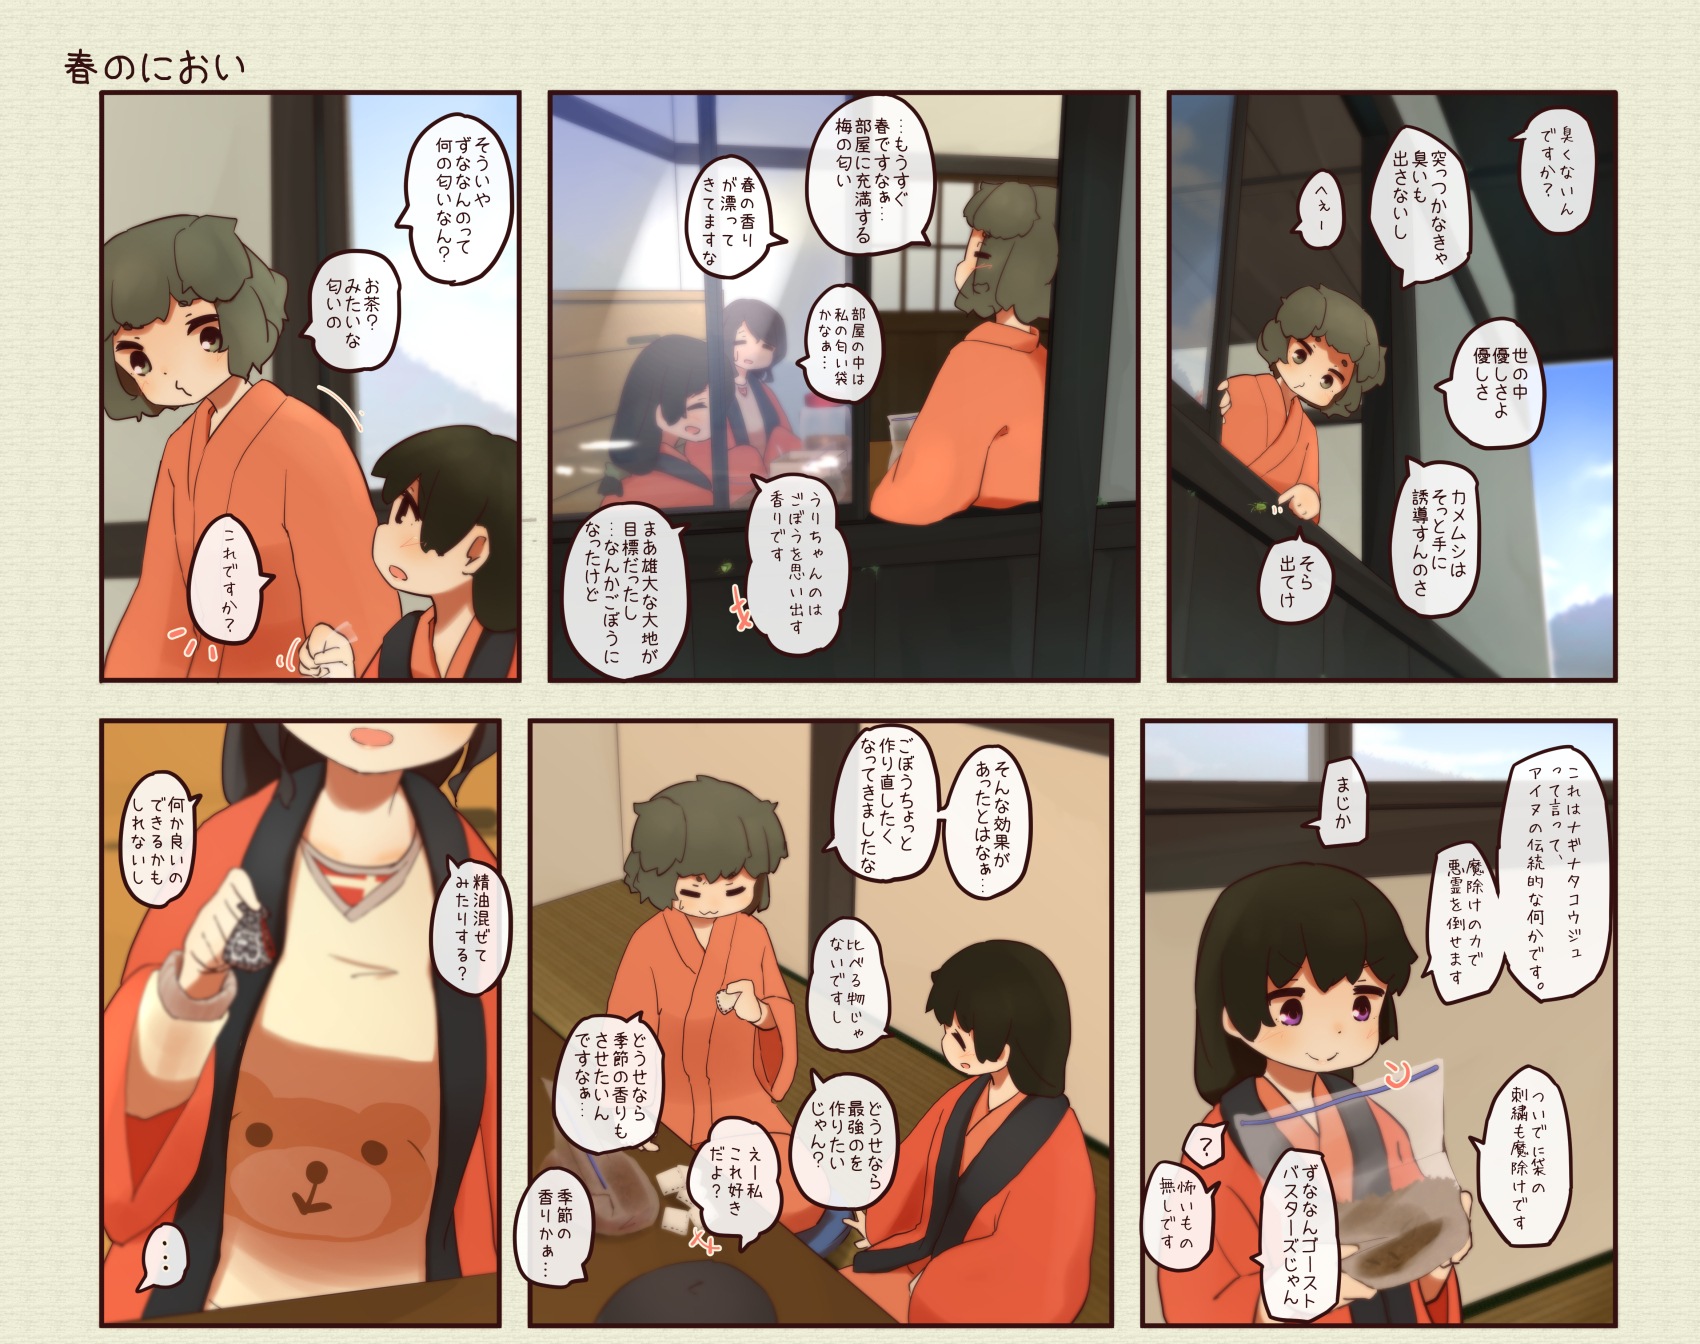 春のにおい
臭くないん
ですか？
突っつかなきゃ
臭いも
出さないし
へぇー
世の中
優しさよ
優しさ
カメムシは
そっと手に
誘導すんのさ
そら
出てけ
…もうすぐ
春ですなぁ…
部屋に充満する
梅の匂い
春の香り
が漂って
きてますな
部屋の中は
私の匂い袋
かなぁ…
うりちゃんのは
ごぼうを思い出す
香りです
まあ雄大な大地が
目標だったし
…なんかごぼうに
なったけど
そういや
ずななんのって
何の匂いなん？
お茶？
みたいな
匂いの
これですか？
これはナギナタコウジュ
って言って、
アイヌの伝統的な何かです。
魔除けの力で
悪霊を倒せます
まじか
ついでに袋の
刺繍も魔除けです
？
ずななんゴースト
バスターズじゃん
怖いもの
無しです
そんな効果が
あったとはなぁ…
ごぼうちょっと
作り直したく
なってきましたな
比べる物じゃ
ないですし
どうせなら
最強のを
作りたい
じゃん？
どうせなら
季節の香りも
させたいん
ですなぁ…
えー私
これ好き
だよ？
季節の
香りかぁ…
精油混ぜて
みたりする？
何か良いの
できるかも
しれないし
…